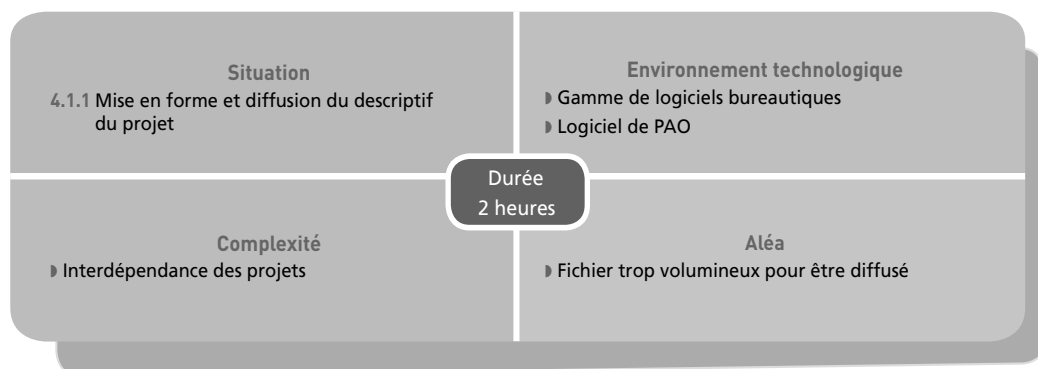 Situation
4.1.1 Mise en forme et diffusion du descriptif
du projet
Environnement technologique
◗ Gamme de logiciels bureautiques
◗ Logiciel de PAO
Durée
2 heures
Complexité
◗ Interdépendance des projets
Aléa
◗ Fichier trop volumineux pour être diffusé